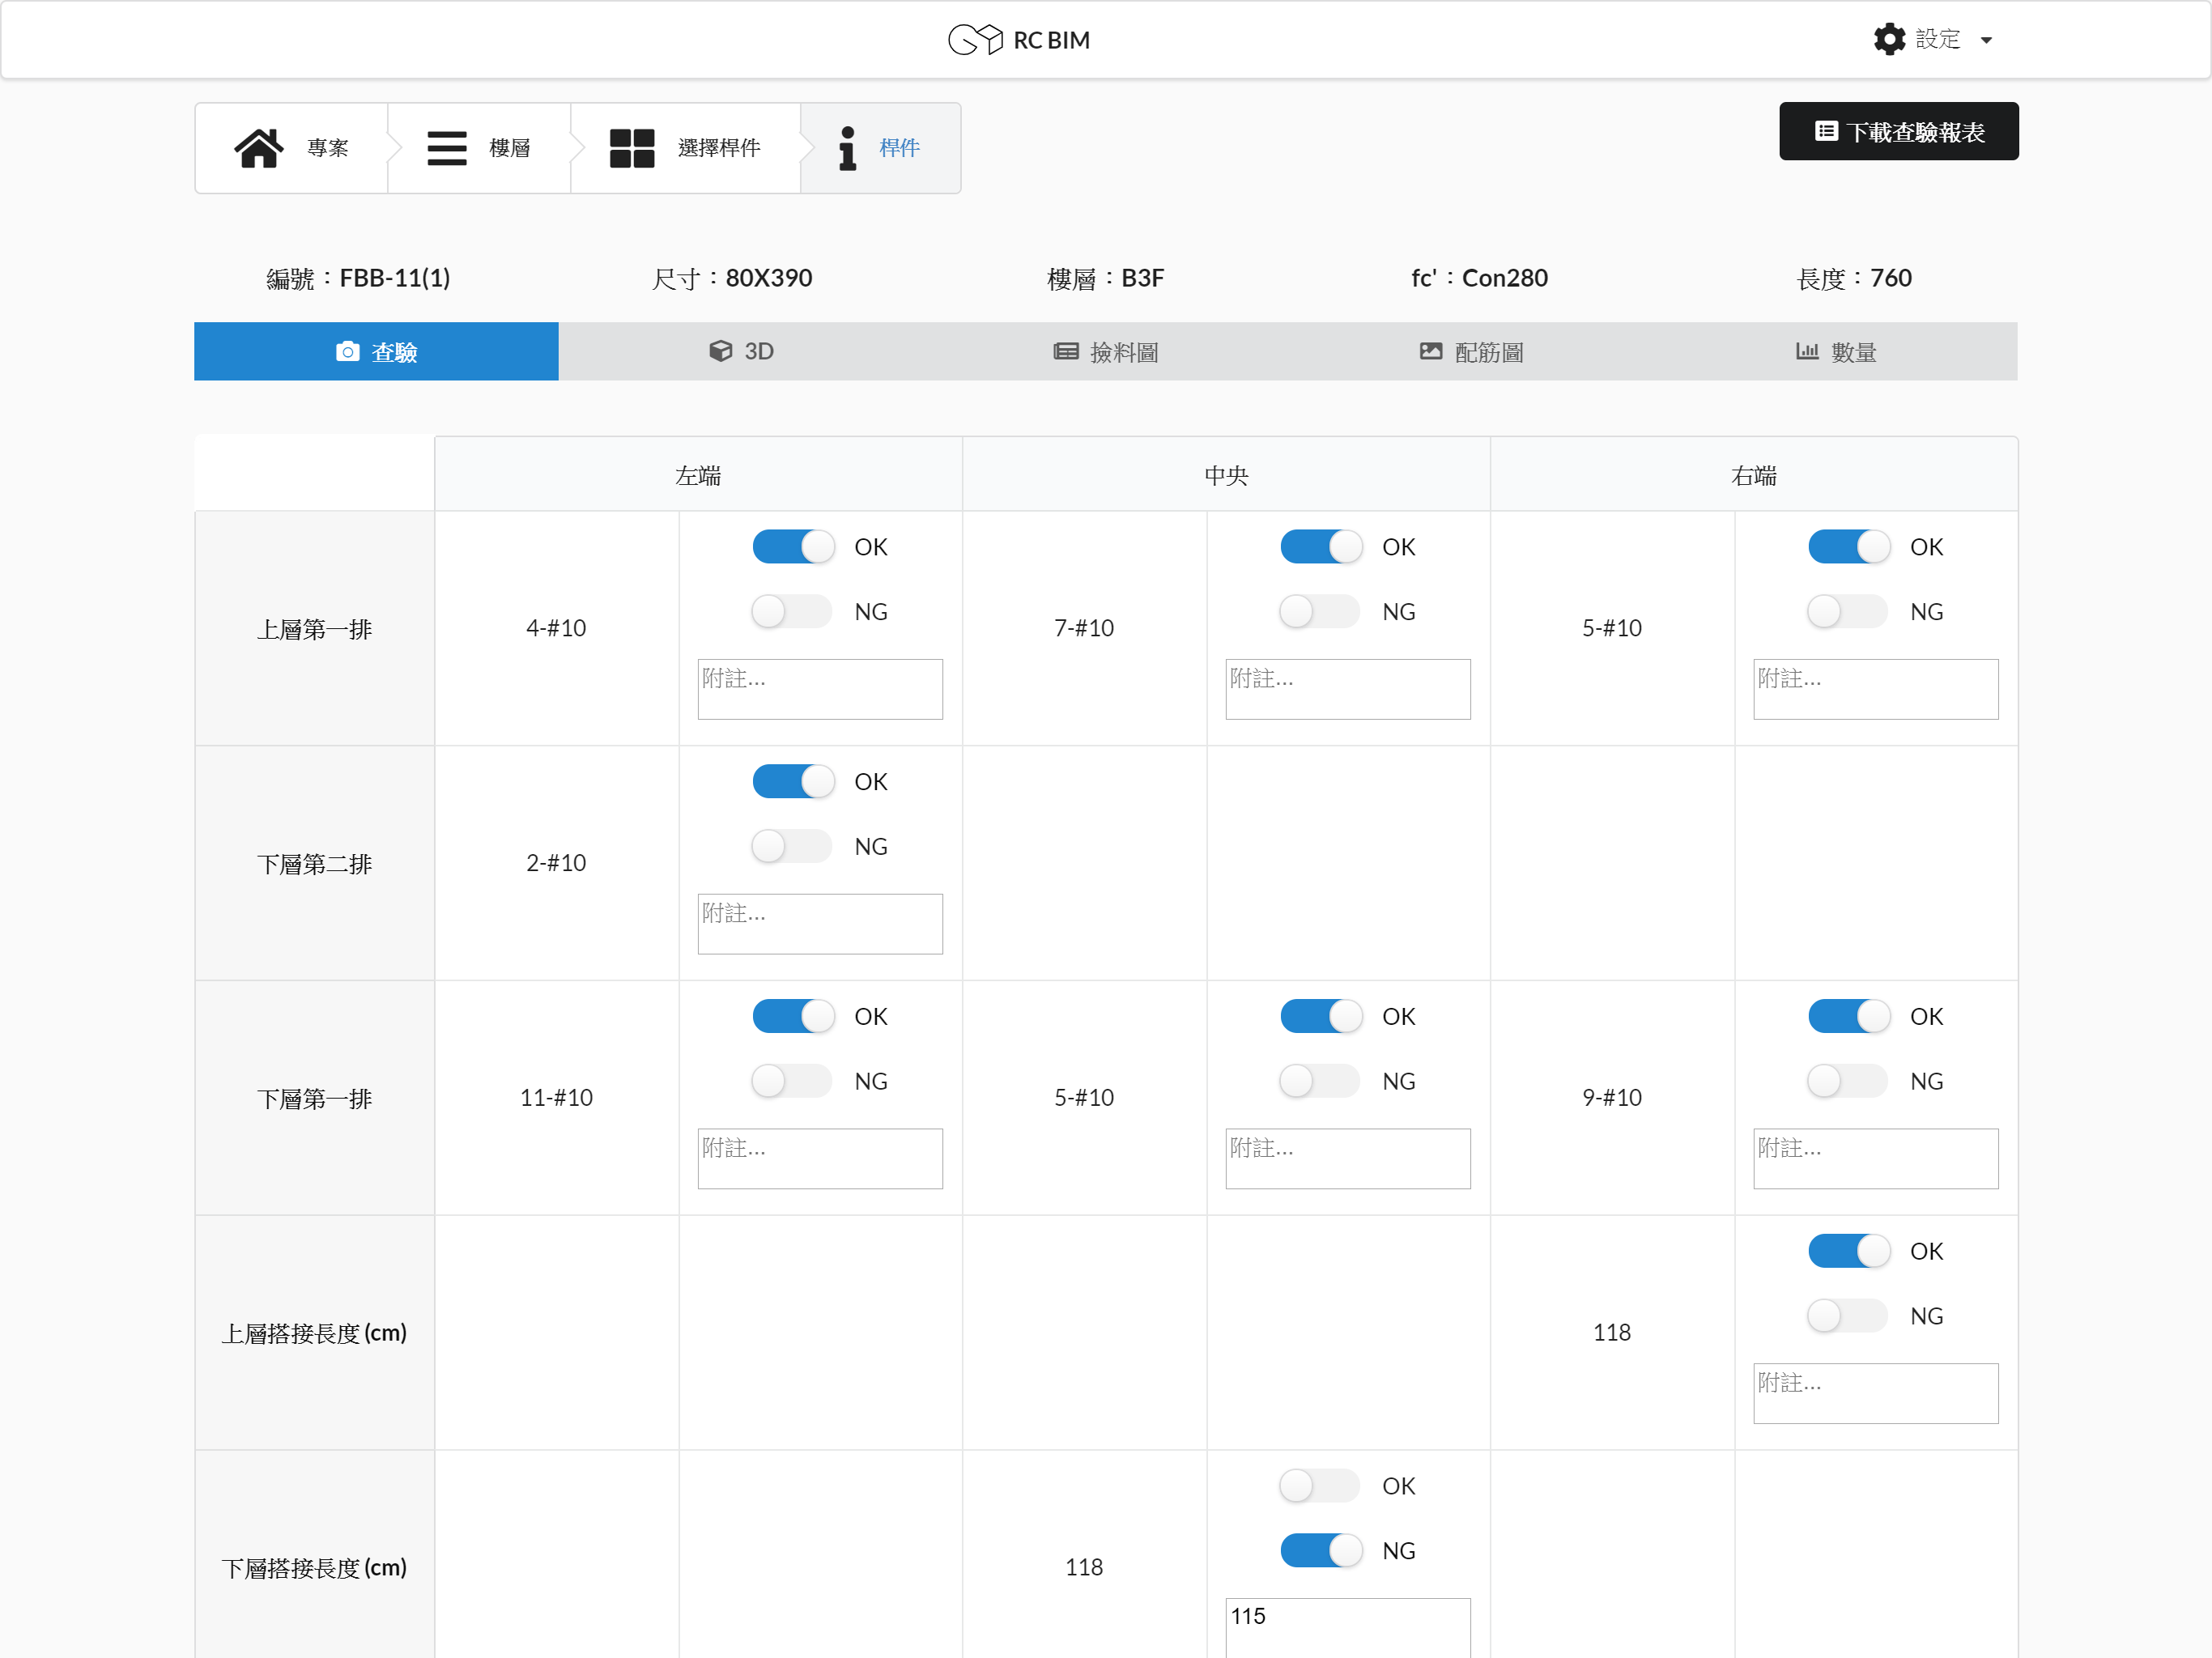 RC BIM
設定
專案
樓層
選擇桿件
桿件
下載查驗報表
編號：FBB-11(1)
尺寸：80X390
樓層：B3F
fc'：Con280
長度：760
查驗
3D
撿料圖
配筋圖
數量
左端
中央
右端
上層第一排
4-#10
OK
NG
附註...
7-#10
OK
NG
附註...
5-#10
OK
NG
附註...
下層第二排
2-#10
OK
NG
附註...
下層第一排
11-#10
OK
NG
附註...
5-#10
OK
NG
附註...
9-#10
OK
NG
附註...
上層搭接長度 (cm)
118
OK
NG
附註...
下層搭接長度 (cm)
118
OK
NG
115